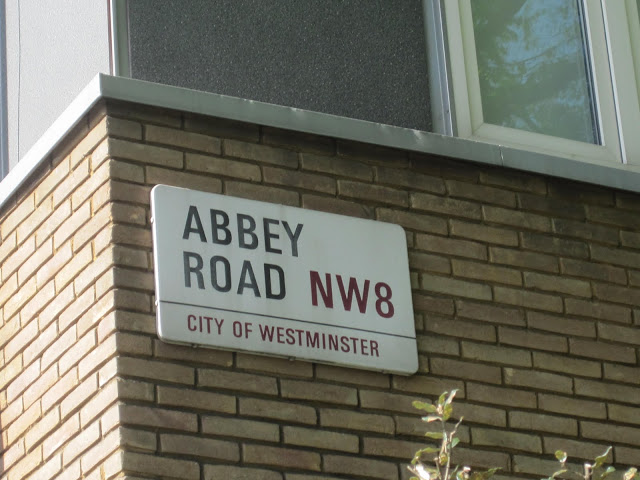 ABBEY
ROAD NW8
CITY OF WESTMINSTER